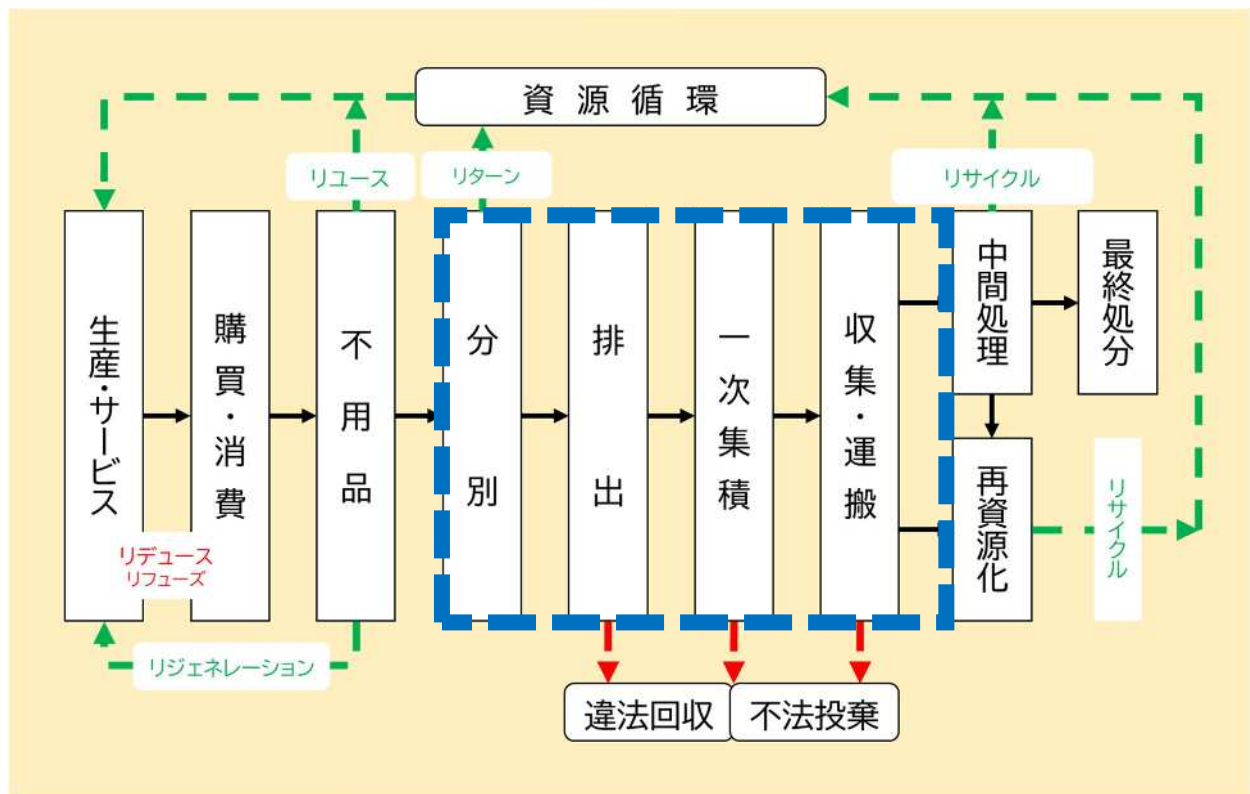 資源循環
リユース
リターン
リサイクル
生産・サービス
購買・消費
不用品
分別
排出
一次集積
収集・運搬
中間処理
最終処分
再資源化
リサイクル
リデュース
リフューズ
リジェネレーション
違法回収
不法投棄